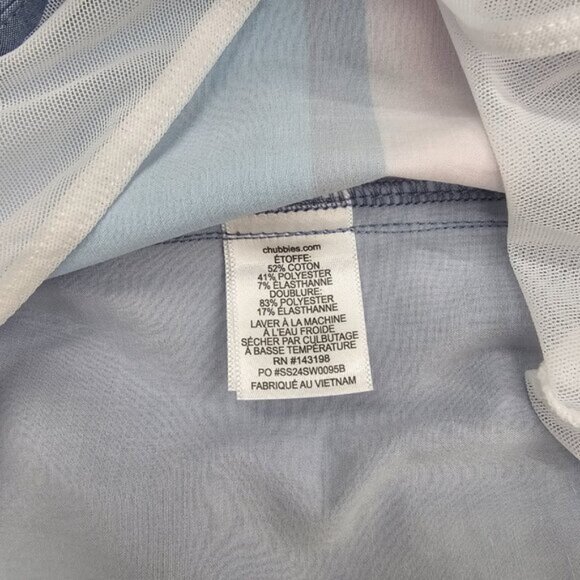 chubbies.com
ÉTOFFE:
52% COTON
41% POLYESTER
7% ÉLASTHANNE
DOUBLURE:
83% POLYESTER
17% ÉLASTHANNE
LAVER À LA MACHINE
À L'EAU FROIDE
SÉCHER PAR CULBUTAGE
À BASSE TEMPÉRATURE
RN #143198
PO #SS24SW0095B
FABRIQUÉ AU VIETNAM